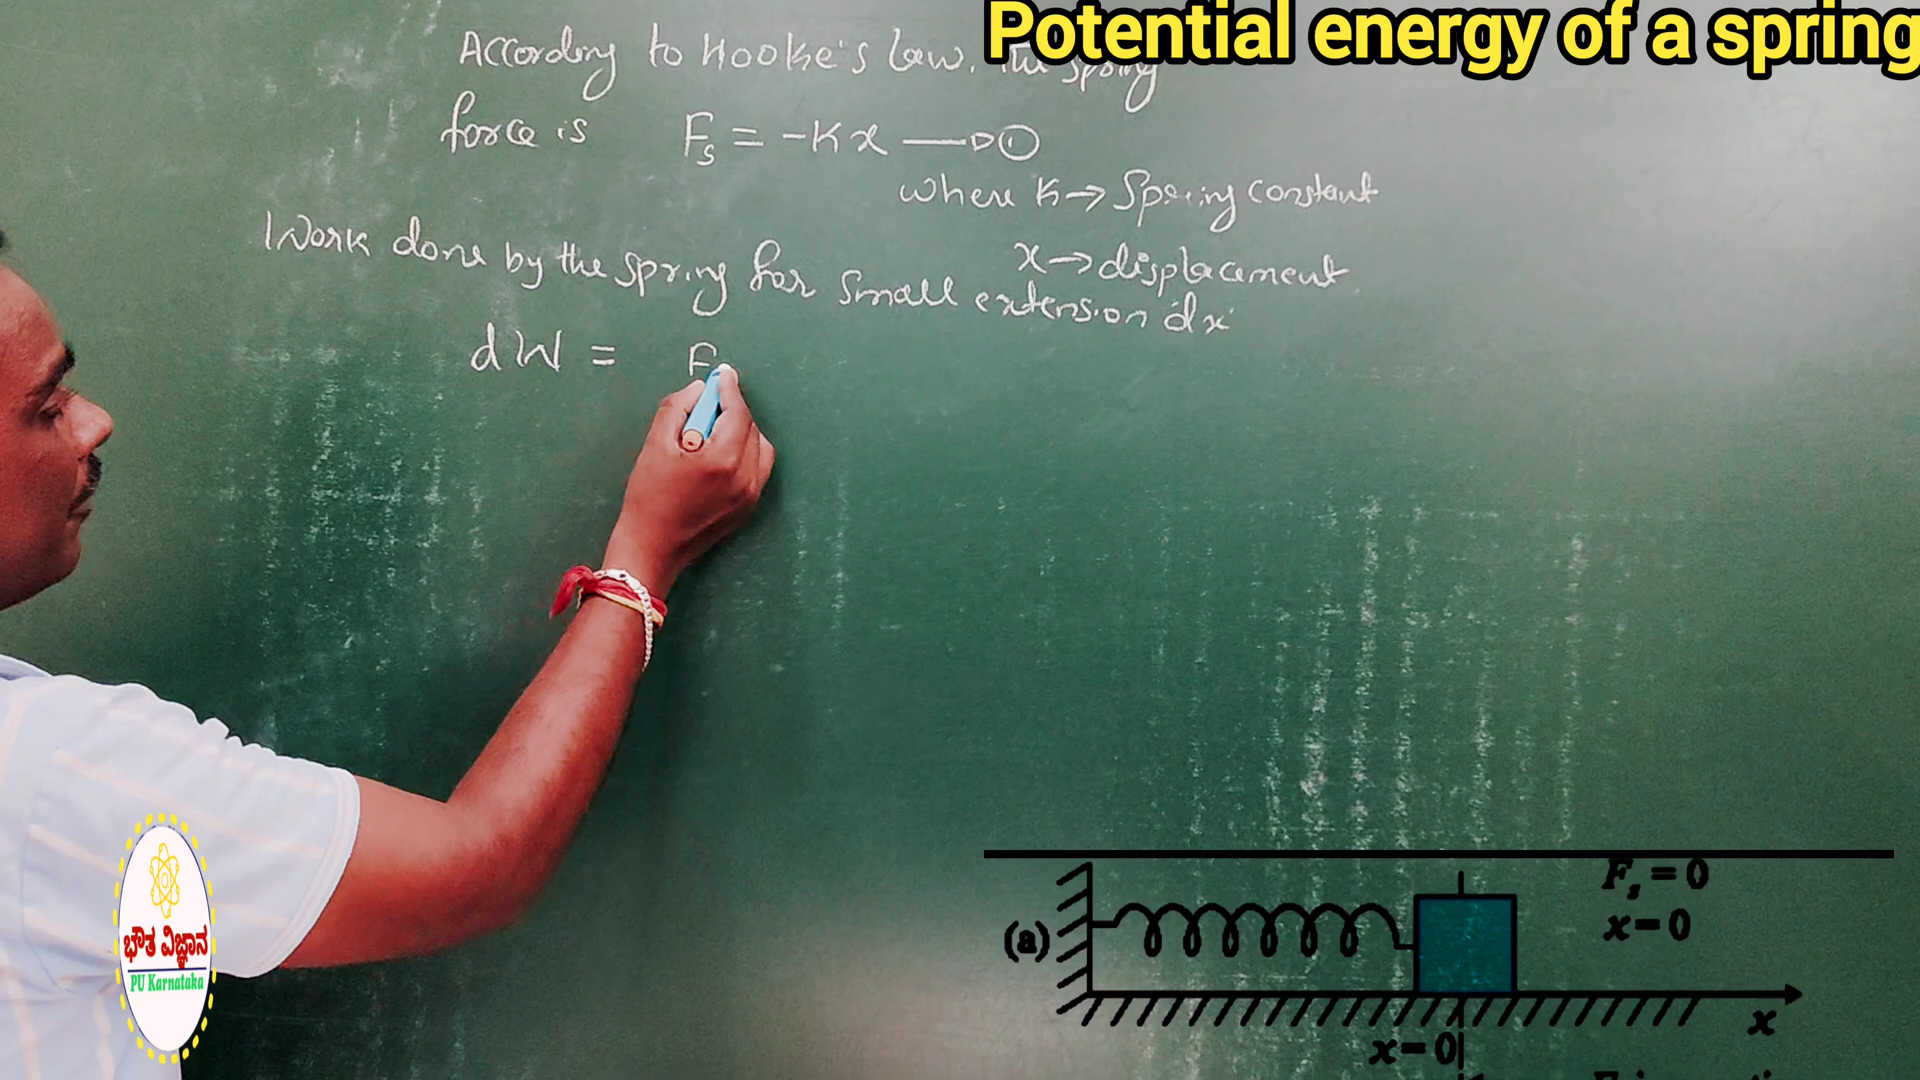 Potential energy of a spring
According to Hooke's Law, The spring
force is Fs = -Kx —▷①
where K → Spring constant
x → displacement
Work done by the spring for small extension dx
dW = F
Fs = 0
x = 0
(a)
x
x = 0
ಭೌತ ವಿಜ್ಞಾನ
PU Karnataka